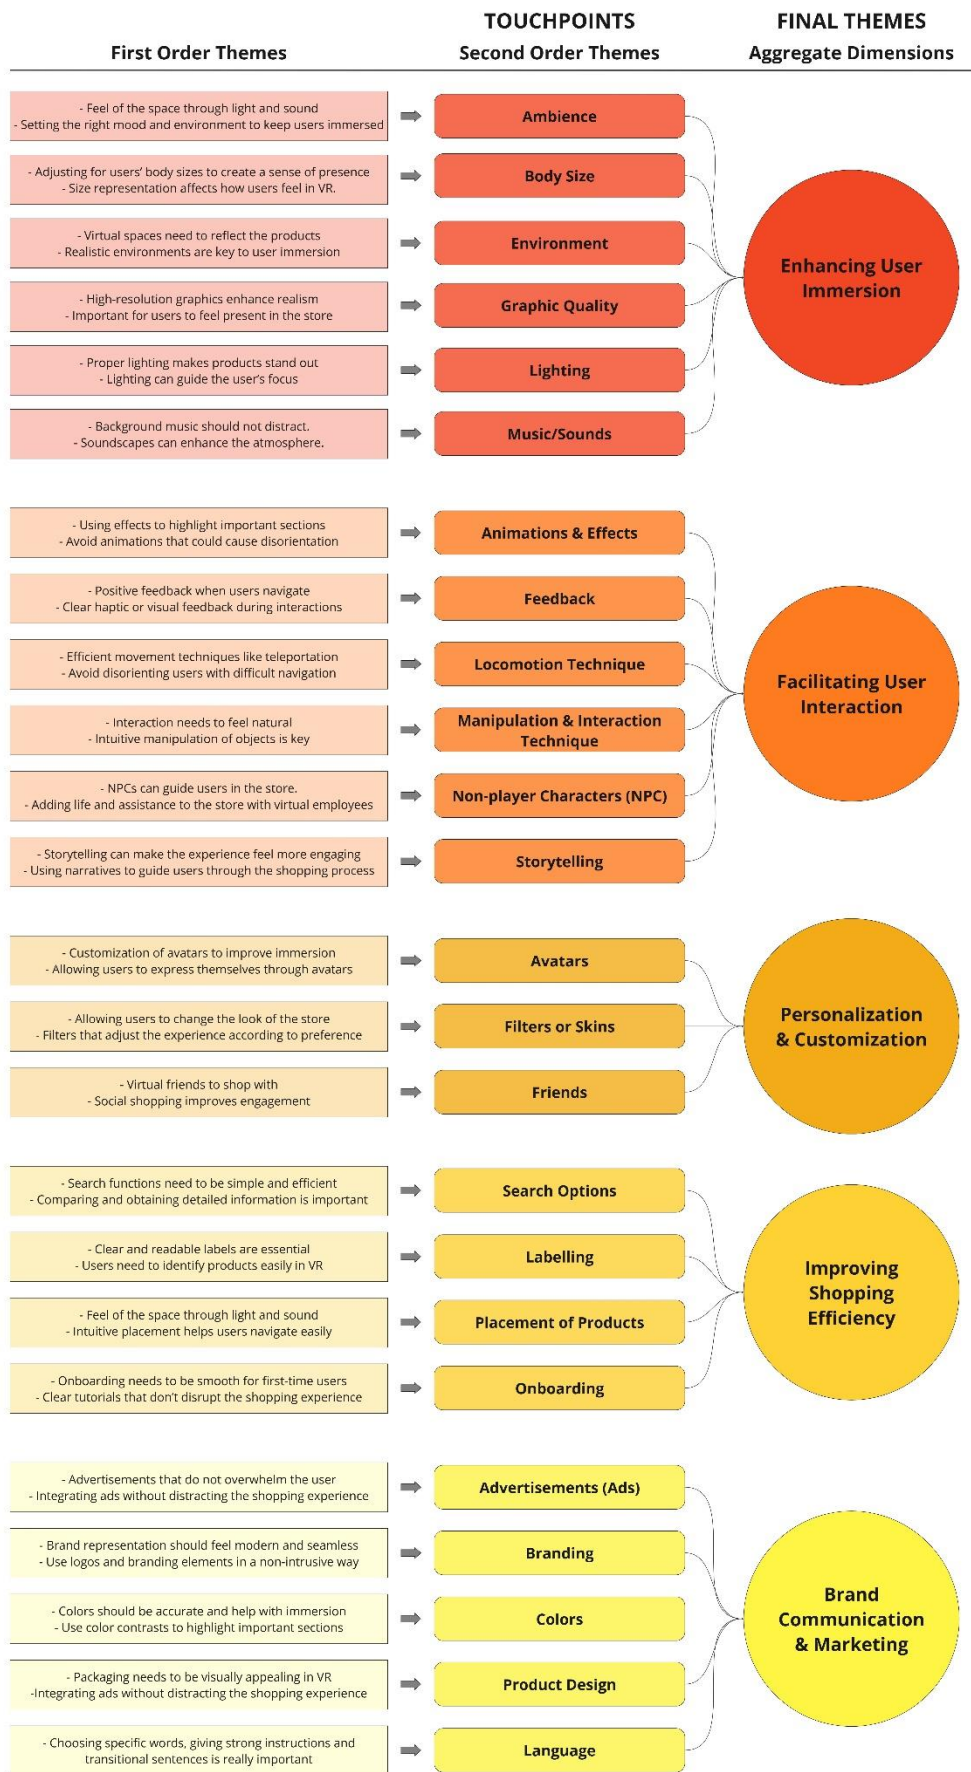 TOUCHPOINTS
FINAL THEMES
First Order Themes
Second Order Themes
Aggregate Dimensions
- Feel of the space through light and sound
- Setting the right mood and environment to keep users immersed
Ambience
- Adjusting for users’ body sizes to create a sense of presence
- Size representation affects how users feel in VR.
Body Size
- Virtual spaces need to reflect the products
- Realistic environments are key to user immersion
Environment
- High-resolution graphics enhance realism
- Important for users to feel present in the store
Graphic Quality
- Proper lighting makes products stand out
- Lighting can guide the user’s focus
Lighting
- Background music should not distract.
- Soundscapes can enhance the atmosphere.
Music/Sounds
Enhancing User
Immersion
- Using effects to highlight important sections
- Avoid animations that could cause disorientation
Animations & Effects
- Positive feedback when users navigate
- Clear haptic or visual feedback during interactions
Feedback
- Efficient movement techniques like teleportation
- Avoid disorienting users with difficult navigation
Locomotion Technique
- Interaction needs to feel natural
- Intuitive manipulation of objects is key
Manipulation & Interaction
Technique
- NPCs can guide users in the store.
- Adding life and assistance to the store with virtual employees
Non-player Characters (NPC)
- Storytelling can make the experience feel more engaging
- Using narratives to guide users through the shopping process
Storytelling
Facilitating User
Interaction
- Customization of avatars to improve immersion
- Allowing users to express themselves through avatars
Avatars
- Allowing users to change the look of the store
- Filters that adjust the experience according to preference
Filters or Skins
- Virtual friends to shop with
- Social shopping improves engagement
Friends
Personalization
& Customization
- Search functions need to be simple and efficient
- Comparing and obtaining detailed information is important
Search Options
- Clear and readable labels are essential
- Users need to identify products easily in VR
Labelling
- Feel of the space through light and sound
- Intuitive placement helps users navigate easily
Placement of Products
- Onboarding needs to be smooth for first-time users
- Clear tutorials that don’t disrupt the shopping experience
Onboarding
Improving
Shopping
Efficiency
- Advertisements that do not overwhelm the user
- Integrating ads without distracting the shopping experience
Advertisements (Ads)
- Brand representation should feel modern and seamless
- Use logos and branding elements in a non-intrusive way
Branding
- Colors should be accurate and help with immersion
- Use color contrasts to highlight important sections
Colors
- Packaging needs to be visually appealing in VR
-Integrating ads without distracting the shopping experience
Product Design
- Choosing specific words, giving strong instructions and
transitional sentences is really important
Language
Brand
Communication
& Marketing